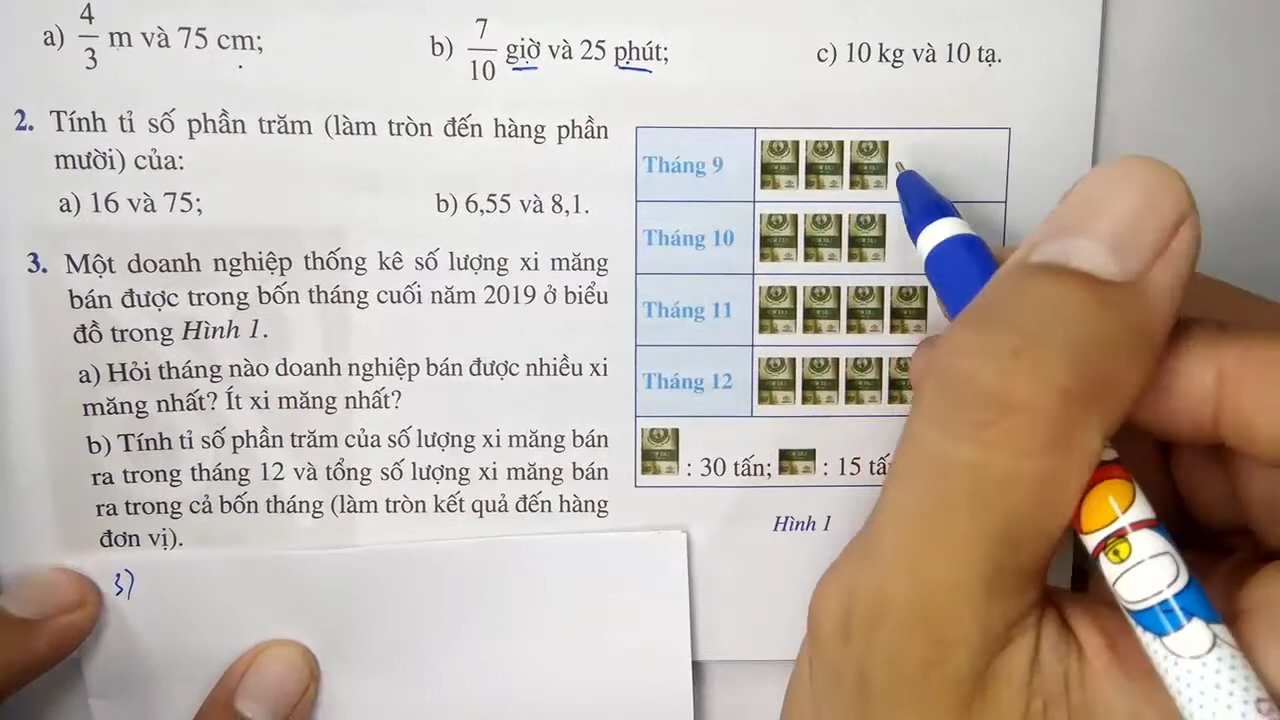 a) 4/3 m và 75 cm;
b) 7/10 giờ và 25 phút;
c) 10 kg và 10 tạ.
2. Tính tỉ số phần trăm (làm tròn đến hàng phần
mười) của:
a) 16 và 75;
b) 6,55 và 8,1.
3. Một doanh nghiệp thống kê số lượng xi măng
bán được trong bốn tháng cuối năm 2019 ở biểu
đồ trong Hình 1.
a) Hỏi tháng nào doanh nghiệp bán được nhiều xi
măng nhất? Ít xi măng nhất?
b) Tính tỉ số phần trăm của số lượng xi măng bán
ra trong tháng 12 và tổng số lượng xi măng bán
ra trong cả bốn tháng (làm tròn kết quả đến hàng
đơn vị).
Tháng 9
Tháng 10
Tháng 11
Tháng 12
: 30 tấn; : 15 tấ
Hình 1
3)